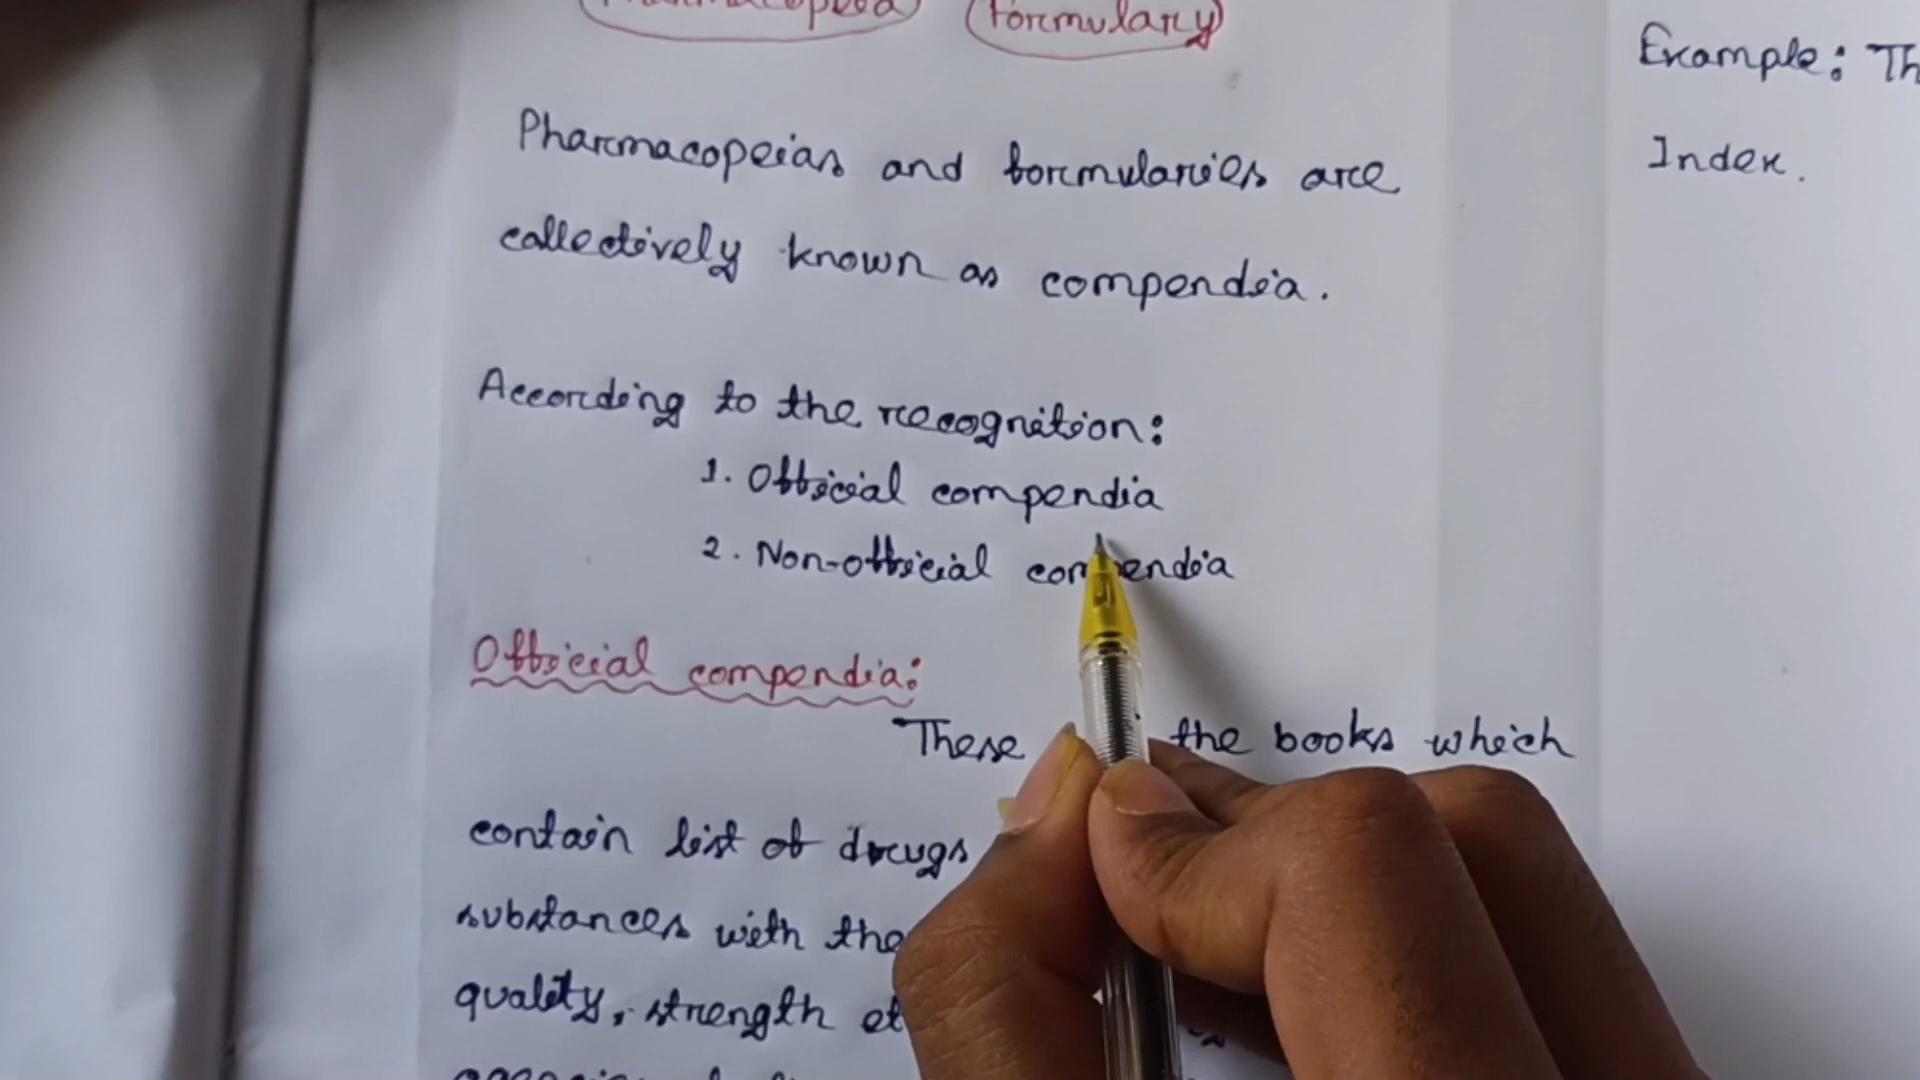 Pharmacopoea Formulary
Pharmacopeias and formularies are
collectively known as compendia.
According to the recognition:
1. Official compendia
2. Non-official compendia
Official compendia:
These the books which
contain list of drugs
substances with the
quality, strength et
Example: Th
Index.